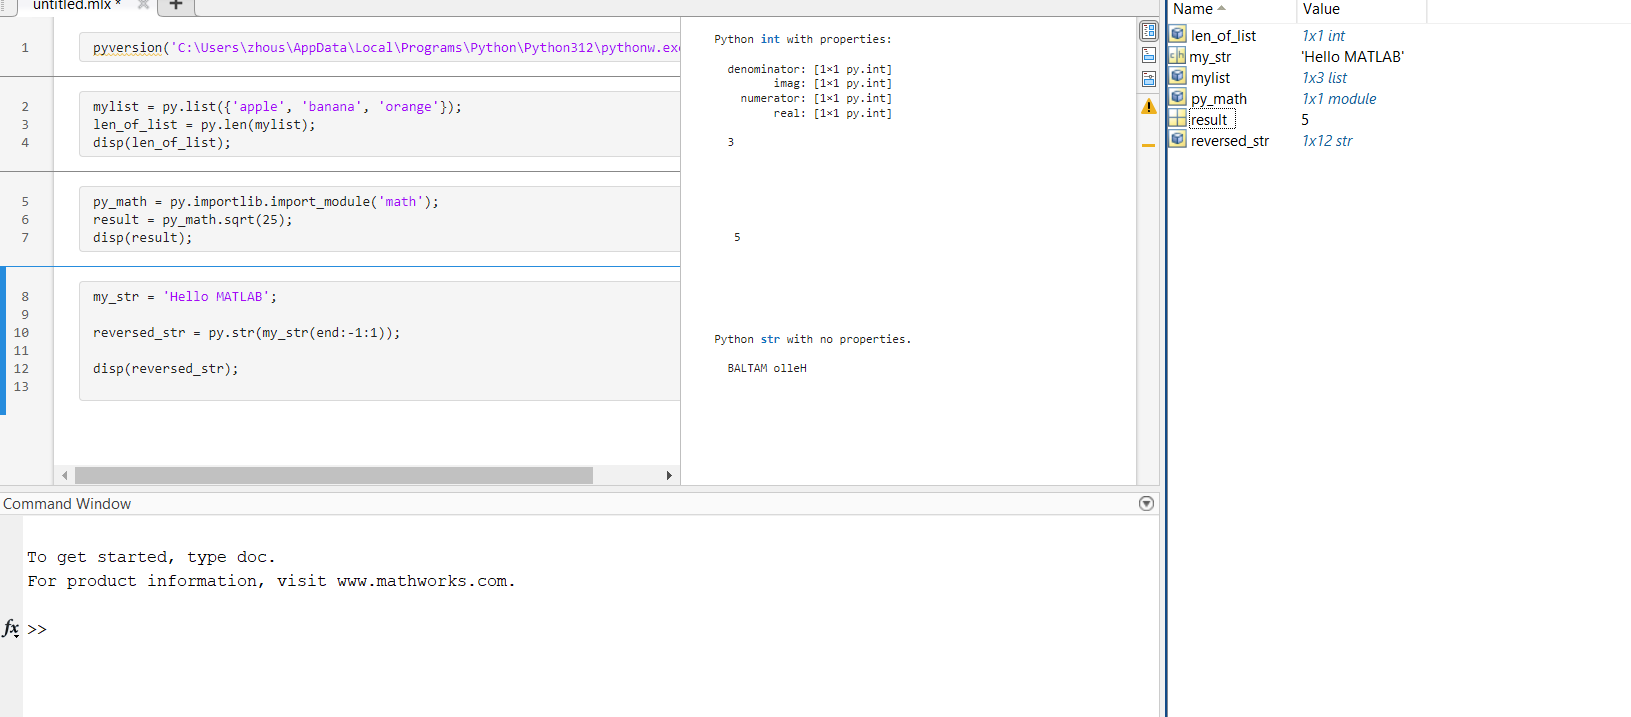 untitled.mlx *
1 pyversion('C:\Users\zhous\AppData\Local\Programs\Python\Python312\pythonw.exe
2 mylist = py.list({'apple', 'banana', 'orange'});
3 len_of_list = py.len(mylist);
4 disp(len_of_list);
5 py_math = py.importlib.import_module('math');
6 result = py_math.sqrt(25);
7 disp(result);
8 my_str = 'Hello MATLAB';
9
10 reversed_str = py.str(my_str(end:-1:1));
11
12 disp(reversed_str);
13
Python int with properties:
denominator: [1×1 py.int]
imag: [1×1 py.int]
numerator: [1×1 py.int]
real: [1×1 py.int]
3
5
Python str with no properties.
BALTAM olleH
Command Window
To get started, type doc.
For product information, visit www.mathworks.com.
fx >>
Name Value
len_of_list 1x1 int
my_str 'Hello MATLAB'
mylist 1x3 list
py_math 1x1 module
result 5
reversed_str 1x12 str